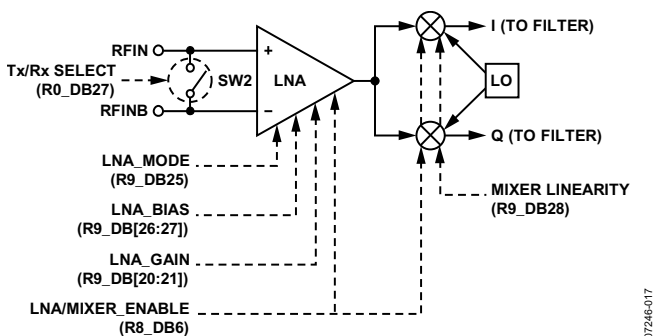 RFIN
I (TO FILTER)
+
Tx/Rx SELECT
(R0_DB27)
SW2
LNA
LO
RFINB
–
Q (TO FILTER)
LNA_MODE
(R9_DB25)
MIXER LINEARITY
(R9_DB28)
LNA_BIAS
(R9_DB[26:27])
LNA_GAIN
(R9_DB[20:21])
LNA/MIXER_ENABLE
(R8_DB6)
07246-017